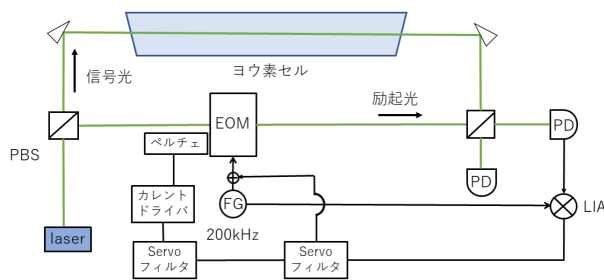 ヨウ素セル
信号光
励起光
EOM
PD
PBS
ペルチェ
PD
カレント
ドライバ
FG
LIA
200kHz
laser
Servo
フィルタ
Servo
フィルタ